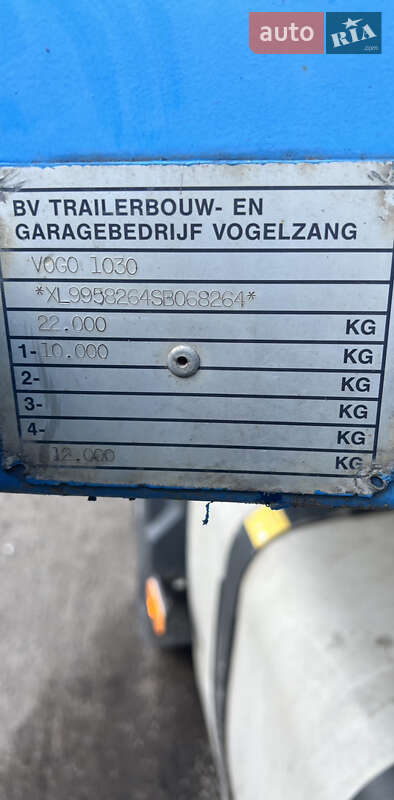 auto RIA .com
BV TRAILERBOUW- EN
GARAGEBEDRIJF VOGELZANG
VOGO 1030
*XL9958264SB068264*
22.000 KG
1- 10.000 KG
2- KG
3- KG
4- KG
12.000 KG